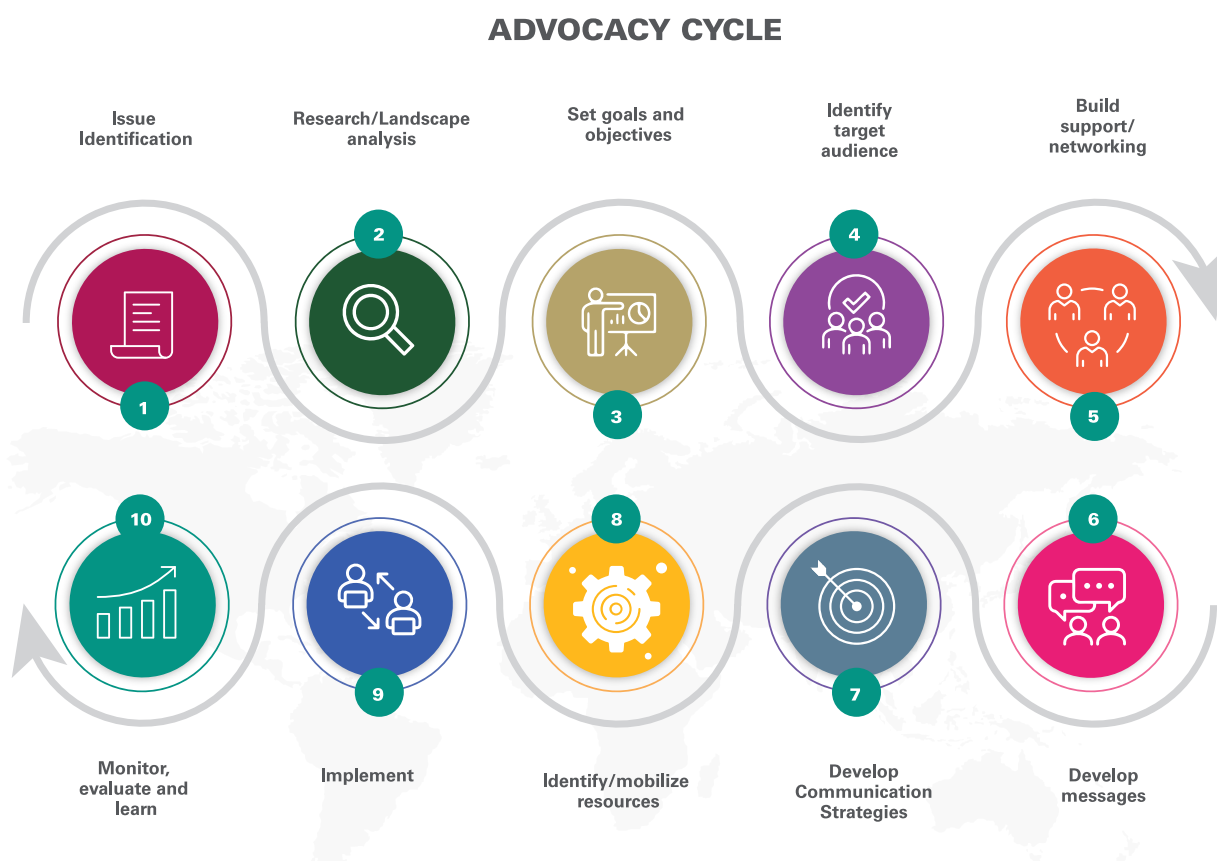 ADVOCACY CYCLE
Issue
Identification
Research/Landscape
analysis
Set goals and
objectives
Identify
target
audience
Build
support/
networking
1
2
3
4
5
10
9
8
7
6
Monitor,
evaluate and
learn
Implement
Identify/mobilize
resources
Develop
Communication
Strategies
Develop
messages